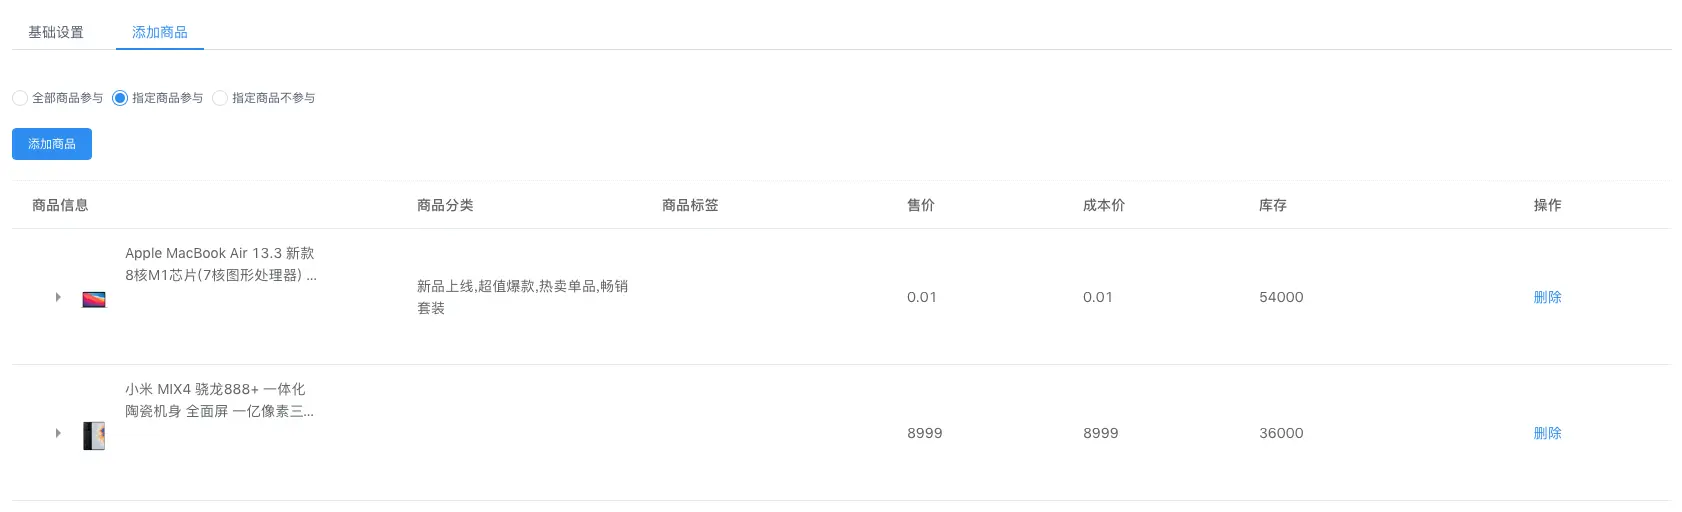 基础设置 添加商品
全部商品参与 指定商品参与 指定商品不参与
添加商品
商品信息 商品分类 商品标签 售价 成本价 库存 操作
Apple MacBook Air 13.3 新款
8核M1芯片(7核图形处理器) ...
新品上线,超值爆款,热卖单品,畅销
套装
0.01 0.01 54000 删除
小米 MIX4 骁龙888+ 一体化
陶瓷机身 全面屏 一亿像素三...
8999 8999 36000 删除